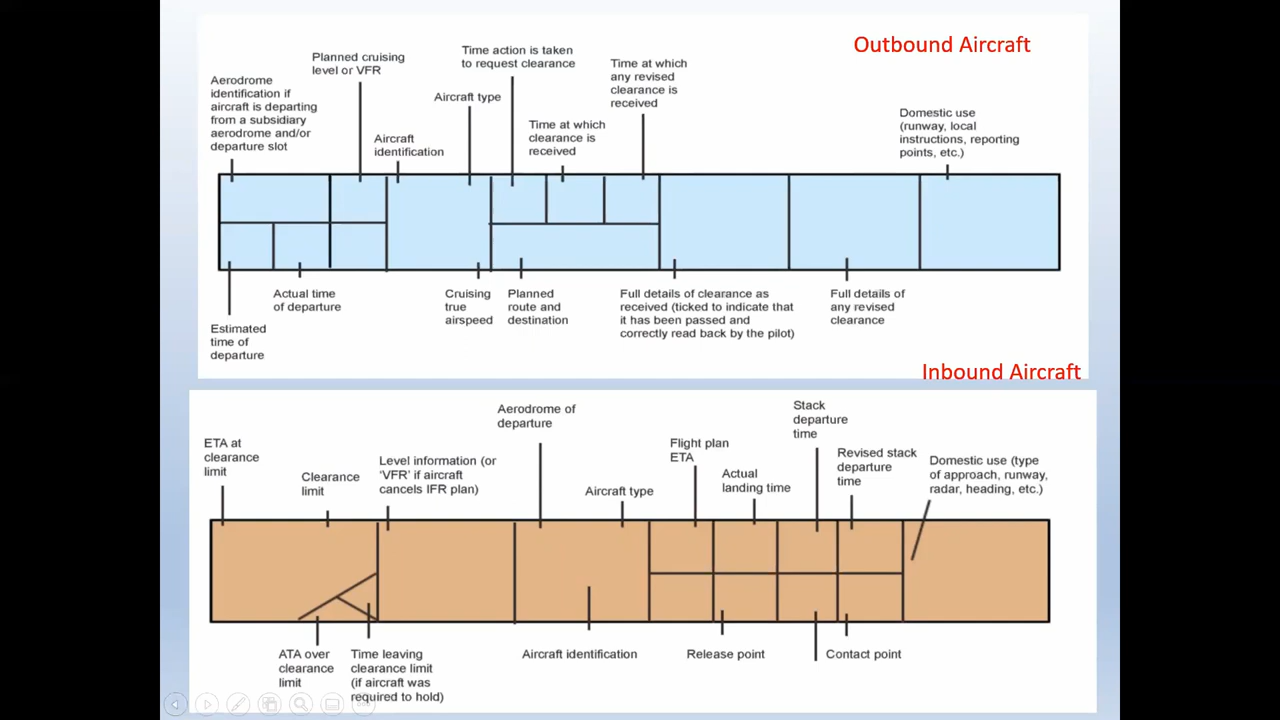 Outbound Aircraft
Time action is taken
to request clearance
Planned cruising
level or VFR
Time at which
any revised
clearance is
received
Aerodrome
identification if
aircraft is departing
from a subsidiary
aerodrome and/or
departure slot
Aircraft type
Domestic use
(runway, local
instructions, reporting
points, etc.)
Time at which
clearance is
received
Aircraft
identification
Actual time
of departure
Cruising
true
airspeed
Planned
route and
destination
Full details of clearance as
received (ticked to indicate that
it has been passed and
correctly read back by the pilot)
Full details of
any revised
clearance
Estimated
time of
departure
Inbound Aircraft
Stack
departure
time
Aerodrome of
departure
ETA at
clearance
limit
Flight plan
ETA
Revised stack
departure
time
Level information (or
'VFR' if aircraft
cancels IFR plan)
Domestic use (type
of approach, runway,
radar, heading, etc.)
Clearance
limit
Actual
landing time
Aircraft type
ATA over
clearance
limit
Time leaving
clearance limit
(if aircraft was
required to hold)
Aircraft identification
Release point
Contact point